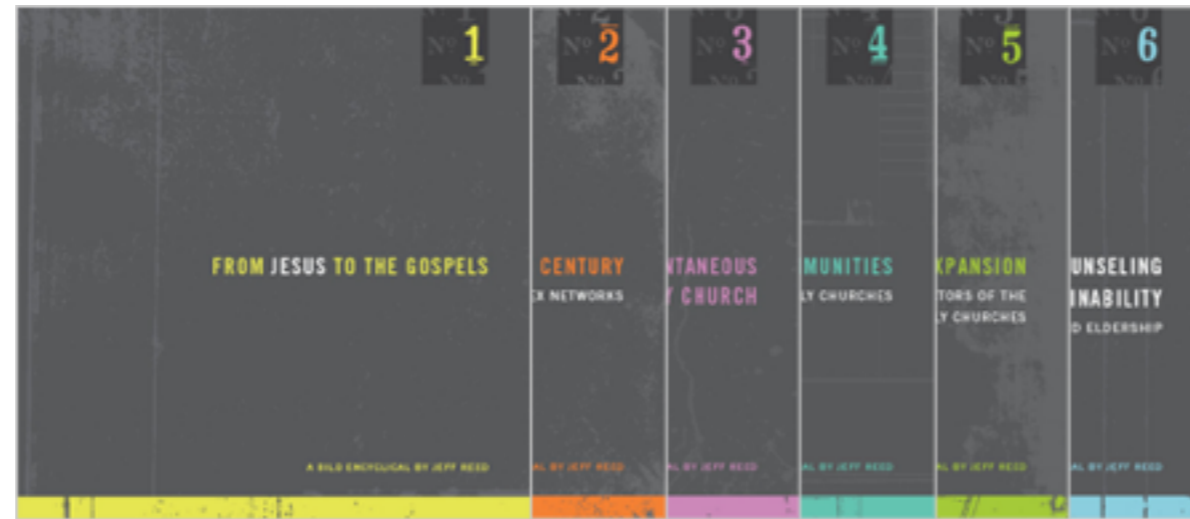 Nº 1
FROM JESUS TO THE GOSPELS
A BILD ENCYCLICAL BY JEFF REED
Nº 2
CENTURY
EX NETWORKS
AL BY JEFF REED
Nº 3
NTANEOUS
Y CHURCH
AL BY JEFF REED
Nº 4
MUNITIES
LY CHURCHES
AL BY JEFF REED
Nº 5
XPANSION
TORS OF THE
LY CHURCHES
AL BY JEFF REED
Nº 6
UNSELING
INABILITY
D ELDERSHIP
AL BY JEFF REED